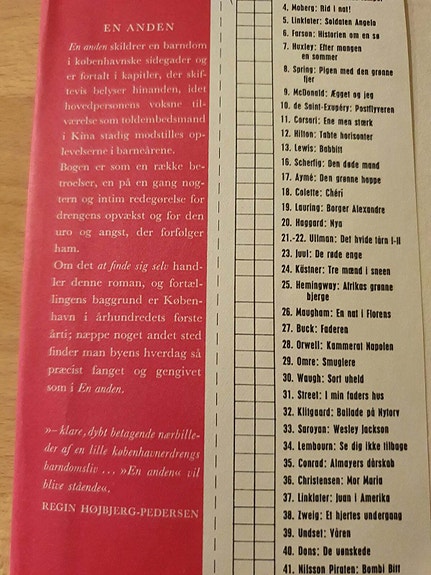 EN ANDEN
En anden skildrer en barndom
i københavnske sidegader og
er fortalt i kapitler, der skif-
tevis belyser hinanden, idet
hovedpersonens voksne til-
værelse som toldembedsmand
i Kina stadig modstilles op-
levelserne i barneårene.
Bogen er som en række be-
troelser, en på en gang nøg-
tern og intim redegørelse for
drengens opvækst og for den
uro og angst, der forfølger
ham.
Om det at finde sig selv hand-
ler denne roman, og fortæl-
lingens baggrund er Køben-
havn i århundredets første
årti; næppe noget andet sted
finder man byens hverdag så
præcist fanget og gengivet
som i En anden.
»– klare, dybt betagende nærbille-
der af en lille københavnerdrengs
barndomsliv ... »En anden« vil
blive stående«,
REGIN HØJBJERG-PEDERSEN
4. Moberg: Rid i nat!
5. Linklater: Soldaten Angelo
6. Farson: Historien om en sø
7. Huxley: Efter mangen
en sommer
8. Spring: Pigen med den grønne
fjer
9. McDonald: Ægget og jeg
10. de Saint-Exupéry: Postflyveren
11. Corsari: Ene men stærk
12. Hilton: Tabte horisonter
13. Lewis: Babbitt
16. Scherfig: Den døde mand
17. Aymé: Den grønne hoppe
18. Colette: Chéri
19. Lauring: Borger Alexandre
20. Haggard: Nya
21.-22. Ullman: Det hvide tårn I-II
23. Juul: De røde enge
24. Kästner: Tre mænd i sneen
25. Hemingway: Afrikas grønne
bjerge
26. Maugham: En nat i Florens
27. Buck: Faderen
28. Orwell: Kammerat Napolen
29. Omre: Smuglere
30. Waugh: Sort uheld
31. Street: I min faders hus
32. Klitgaard: Ballade på Nytorv
33. Saroyan: Wesley Jackson
34. Lembourn: Se dig ikke tilbage
35. Conrad: Almayers dårskab
36. Christensen: Mor Maria
37. Linklater: Juan i Amerika
38. Zweig: Et hjertes undergang
39. Undset: Våren
40. Dons: De uønskede
41. Nilsson Piraten: Bombi Bitt